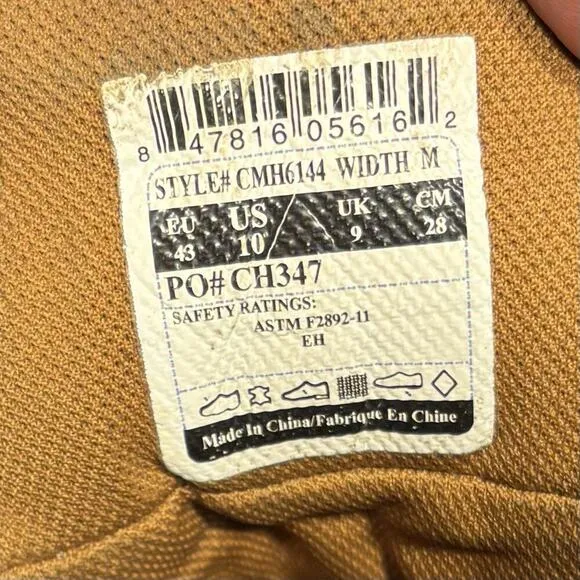 8 47816 05616 2
STYLE# CMH6144 WIDTH M
EU US UK CM
43 10 9 28
PO# CH347
SAFETY RATINGS:
ASTM F2892-11
EH
Made In China/Fabrique En Chine